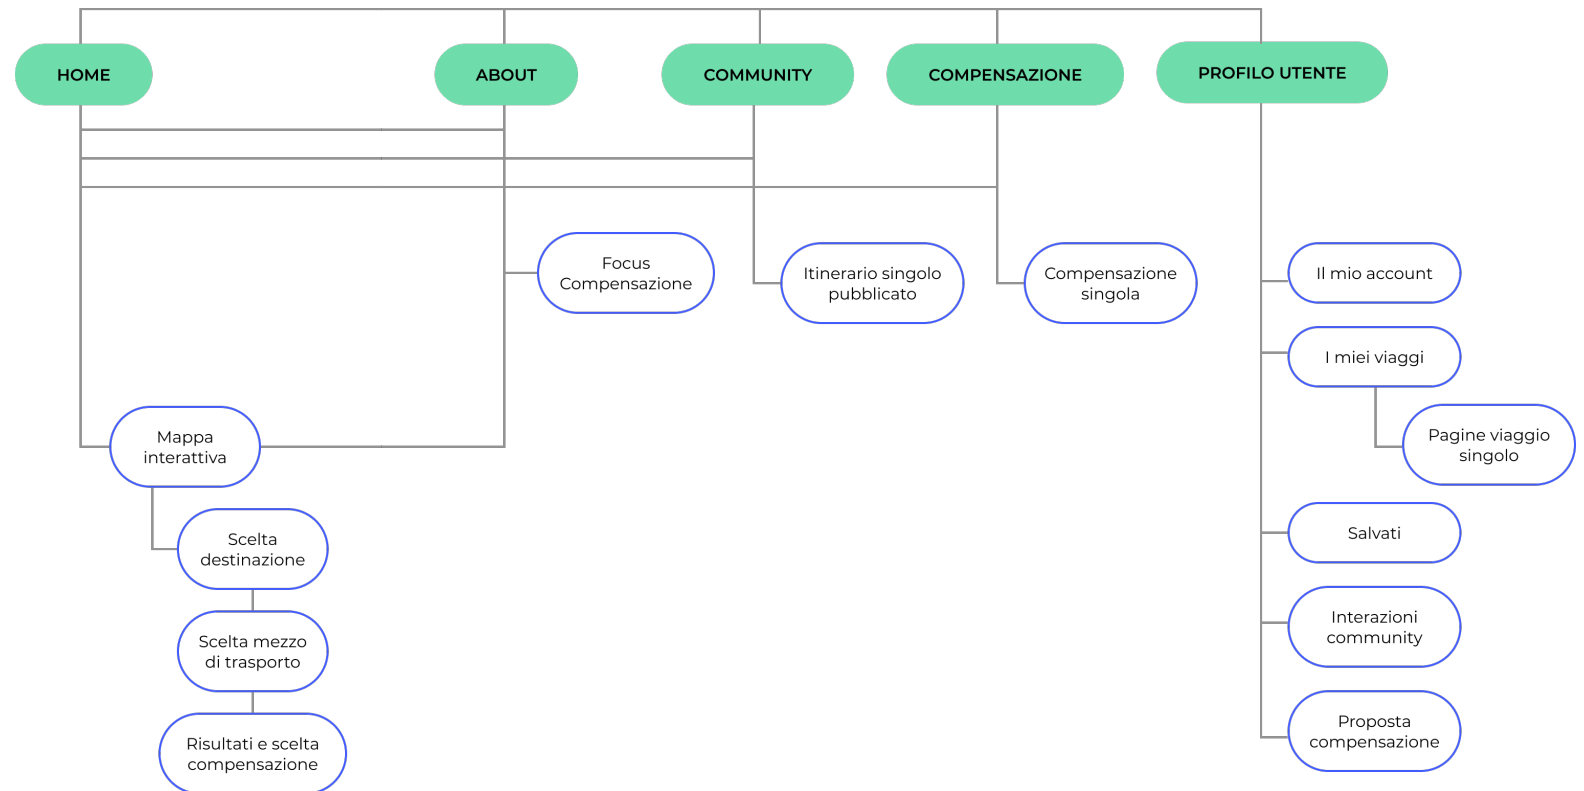 HOME
ABOUT
COMMUNITY
COMPENSAZIONE
PROFILO UTENTE
Focus
Compensazione
Itinerario singolo
pubblicato
Compensazione
singola
Il mio account
I miei viaggi
Pagine viaggio
singolo
Mappa
interattiva
Scelta
destinazione
Salvati
Scelta mezzo
di trasporto
Interazioni
community
Risultati e scelta
compensazione
Proposta
compensazione